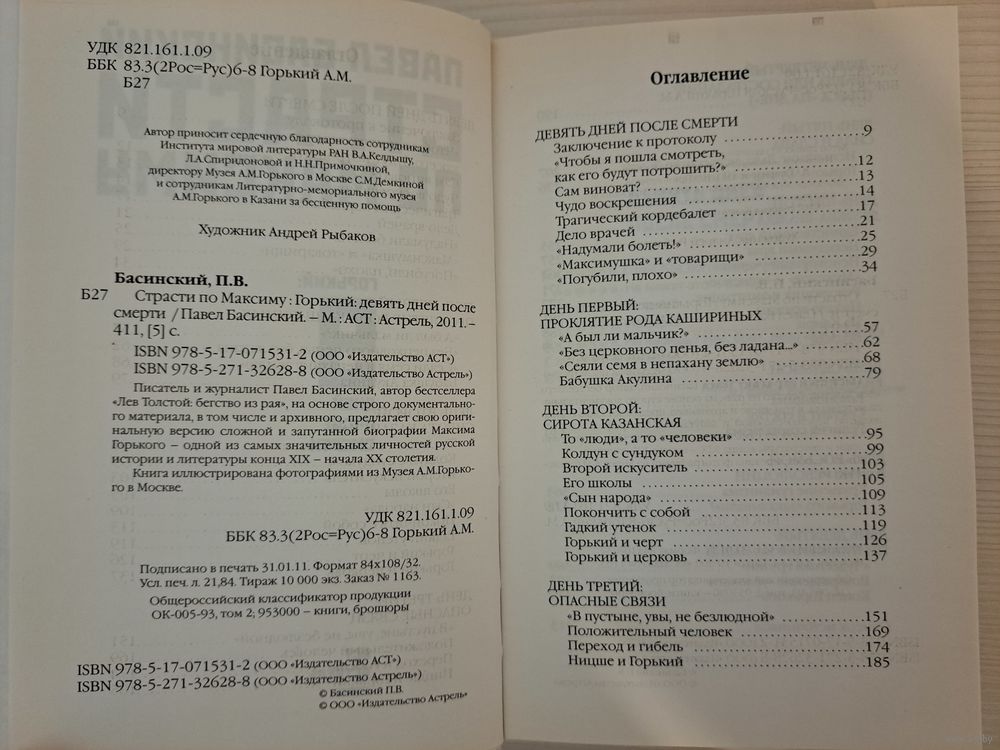 УДК 821.161.1.09
ББК 83.3(2Рос=Рус)6-8 Горький А.М.
Б27
Автор приносит сердечную благодарность сотрудникам
Института мировой литературы РАН В.А.Келдышу,
Л.А.Спиридоновой и Н.Н.Примочкиной,
директору Музея А.М.Горького в Москве С.М.Демкиной
и сотрудникам Литературно-мемориального музея
А.М.Горького в Казани за бесценную помощь
Художник Андрей Рыбаков
Басинский, П.В.
Б27 Страсти по Максиму : Горький: девять дней после
смерти / Павел Басинский. – М. : АСТ : Астрель, 2011. –
411, [5] с.
ISBN 978-5-17-071531-2 (ООО «Издательство АСТ»)
ISBN 978-5-271-32628-8 (ООО «Издательство Астрель»)
Писатель и журналист Павел Басинский, автор бестселлера
«Лев Толстой: бегство из рая», на основе строго документально-
го материала, в том числе и архивного, предлагает свою ориги-
нальную версию сложной и запутанной биографии Максима
Горького – одной из самых значительных личностей русской
истории и литературы конца XIX – начала XX столетия.
Книга иллюстрирована фотографиями из Музея А.М.Горько-
го в Москве.
УДК 821.161.1.09
ББК 83.3(2Рос=Рус)6-8 Горький А.М.
Подписано в печать 31.01.11. Формат 84х108/32.
Усл. печ. л. 21,84. Тираж 10 000 экз. Заказ № 1163.
Общероссийский классификатор продукции
ОК-005-93, том 2; 953000 – книги, брошюры
ISBN 978-5-17-071531-2 (ООО «Издательство АСТ»)
ISBN 978-5-271-32628-8 (ООО «Издательство Астрель»)
© Басинский П.В.
© ООО «Издательство Астрель»
Оглавление
ДЕВЯТЬ ДНЕЙ ПОСЛЕ СМЕРТИ
Заключение к протоколу 9
«Чтобы я пошла смотреть,
как его будут потрошить?» 12
Сам виноват? 13
Чудо воскрешения 14
Трагический кордебалет 17
Дело врачей 21
«Надумали болеть!» 25
«Максимушка» и «товарищи» 29
«Погубили, плохо» 34
ДЕНЬ ПЕРВЫЙ:
ПРОКЛЯТИЕ РОДА КАШИРИНЫХ
«А был ли мальчик?» 57
«Без церковного пенья, без ладана...» 62
«Сеяли семя в непахану землю» 68
Бабушка Акулина 79
ДЕНЬ ВТОРОЙ:
СИРОТА КАЗАНСКАЯ
То «люди», а то «человеки» 95
Колдун с сундуком 99
Второй искуситель 103
Его школы 105
«Сын народа» 109
Покончить с собой 113
Гадкий утенок 119
Горький и черт 126
Горький и церковь 137
ДЕНЬ ТРЕТИЙ:
ОПАСНЫЕ СВЯЗИ
«В пустыне, увы, не безлюдной» 151
Положительный человек 169
Переход и гибель 174
Ницше и Горький 185